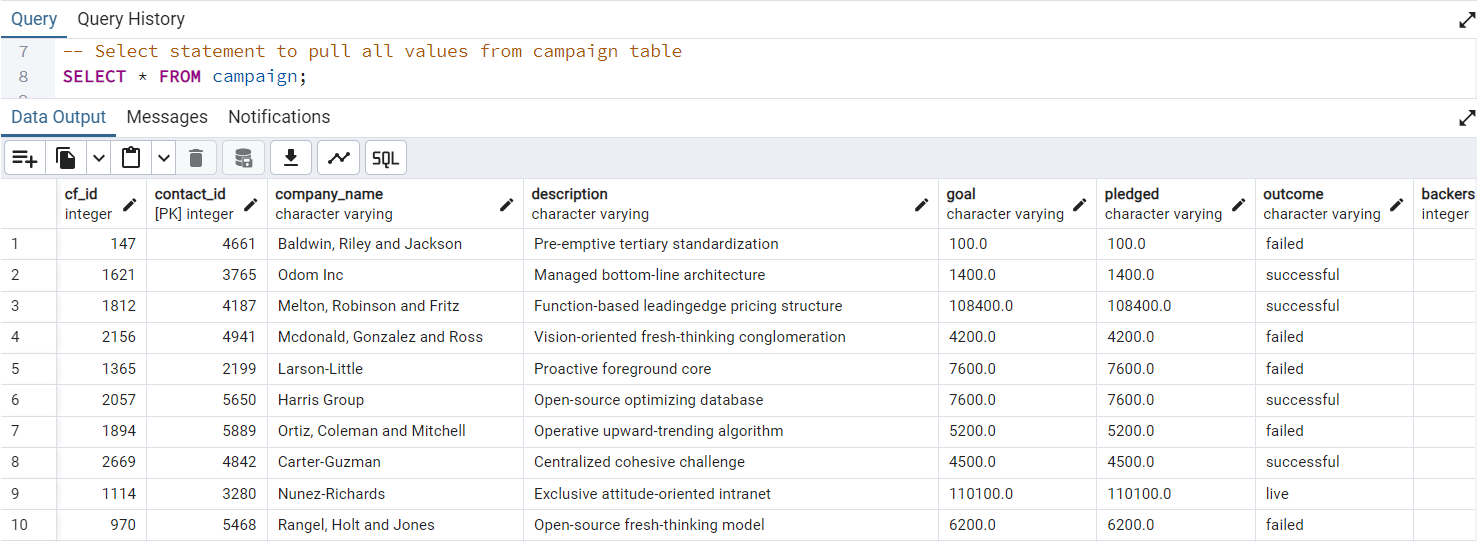 Query Query History
7 -- Select statement to pull all values from campaign table
8 SELECT * FROM campaign;
Data Output Messages Notifications
SQL
cf_id contact_id company_name description goal pledged outcome backers
integer [PK] integer character varying character varying character varying character varying character varying integer
1 147 4661 Baldwin, Riley and Jackson Pre-emptive tertiary standardization 100.0 100.0 failed
2 1621 3765 Odom Inc Managed bottom-line architecture 1400.0 1400.0 successful
3 1812 4187 Melton, Robinson and Fritz Function-based leadingedge pricing structure 108400.0 108400.0 successful
4 2156 4941 Mcdonald, Gonzalez and Ross Vision-oriented fresh-thinking conglomeration 4200.0 4200.0 failed
5 1365 2199 Larson-Little Proactive foreground core 7600.0 7600.0 failed
6 2057 5650 Harris Group Open-source optimizing database 7600.0 7600.0 successful
7 1894 5889 Ortiz, Coleman and Mitchell Operative upward-trending algorithm 5200.0 5200.0 failed
8 2669 4842 Carter-Guzman Centralized cohesive challenge 4500.0 4500.0 successful
9 1114 3280 Nunez-Richards Exclusive attitude-oriented intranet 110100.0 110100.0 live
10 970 5468 Rangel, Holt and Jones Open-source fresh-thinking model 6200.0 6200.0 failed